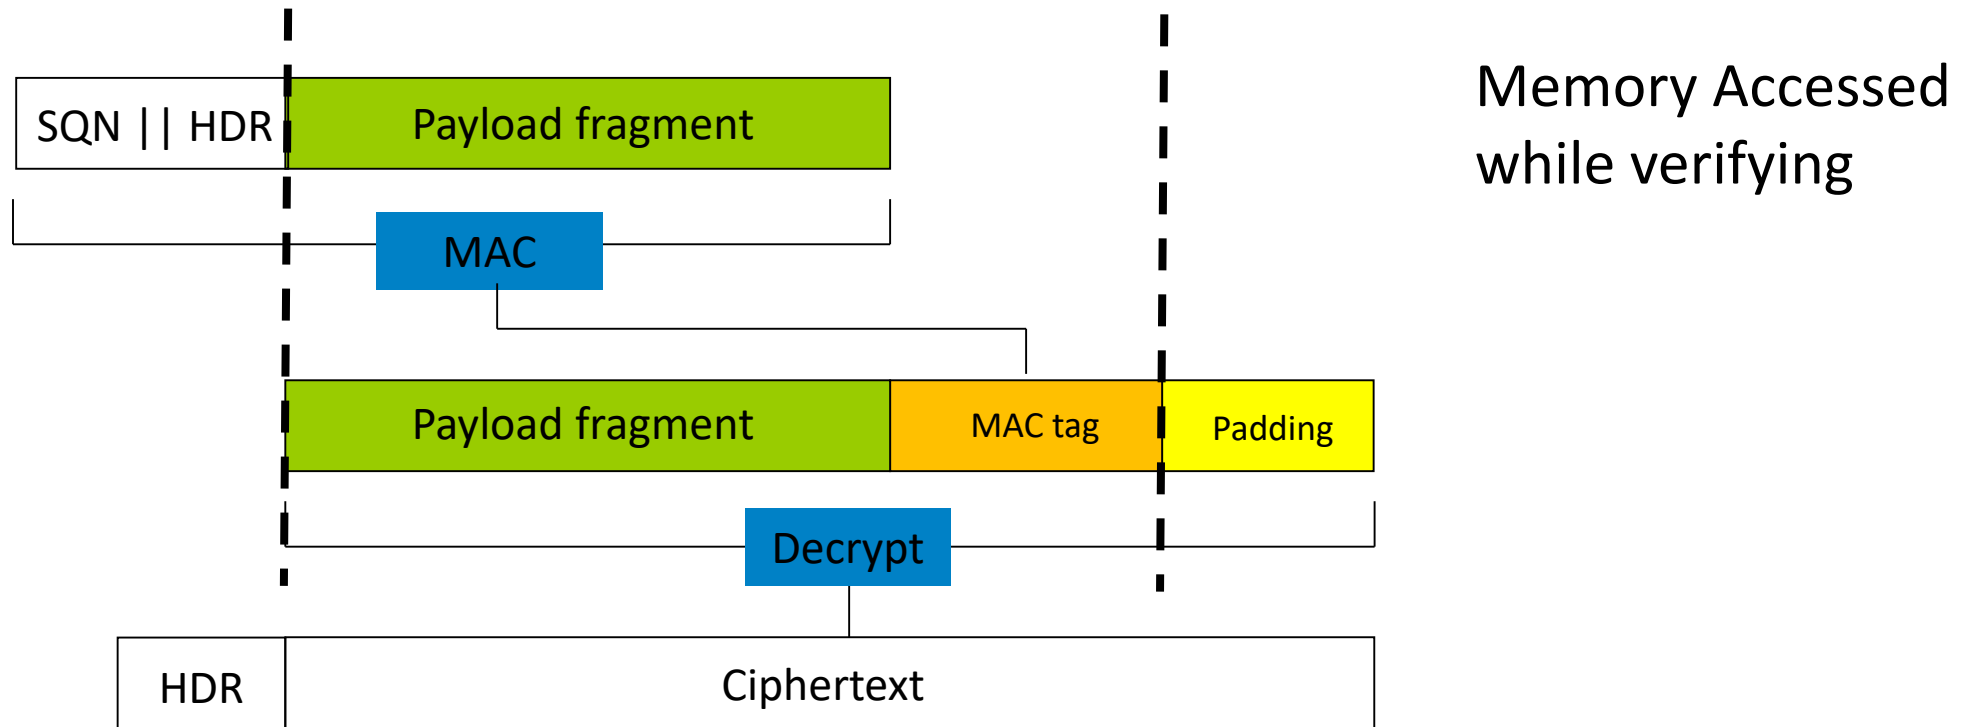 Memory Accessed
while verifying
SQN || HDR
Payload fragment
MAC
Payload fragment
MAC tag
Padding
Decrypt
HDR
Ciphertext